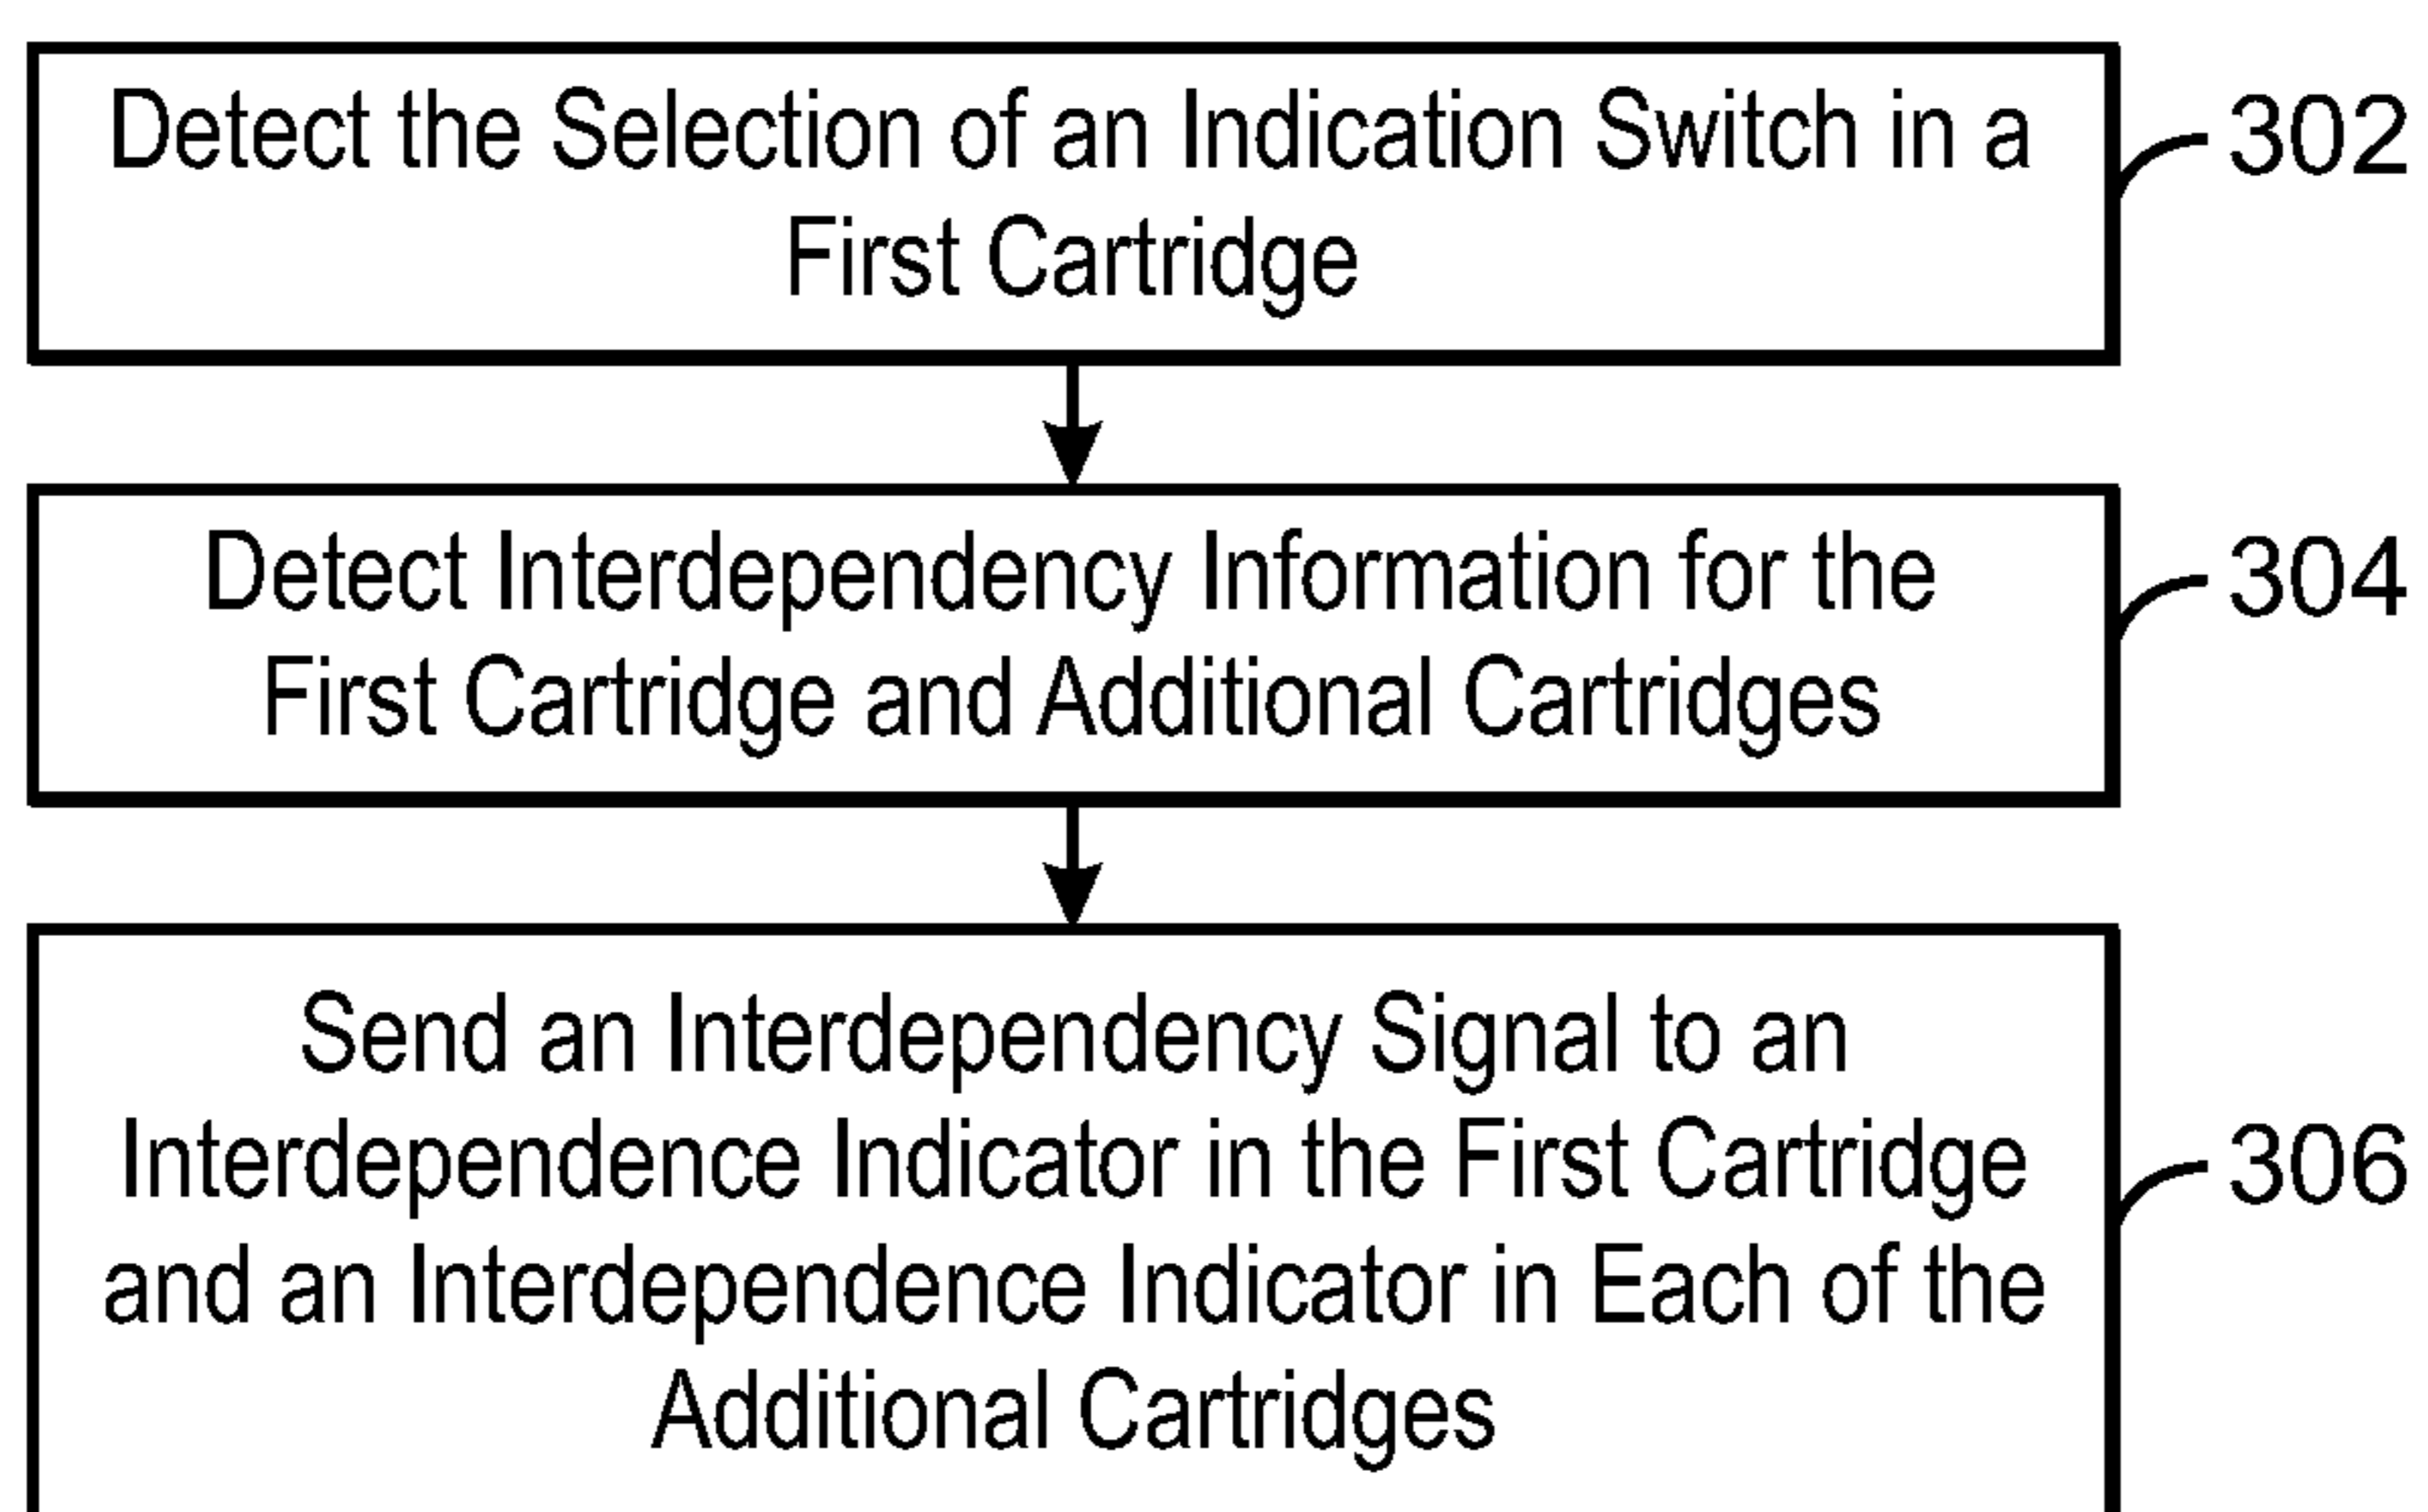 Detect the Selection of an Indication Switch in a
First Cartridge
302
Detect Interdependency Information for the
First Cartridge and Additional Cartridges
304
Send an Interdependency Signal to an
Interdependence Indicator in the First Cartridge
and an Interdependence Indicator in Each of the
Additional Cartridges
306